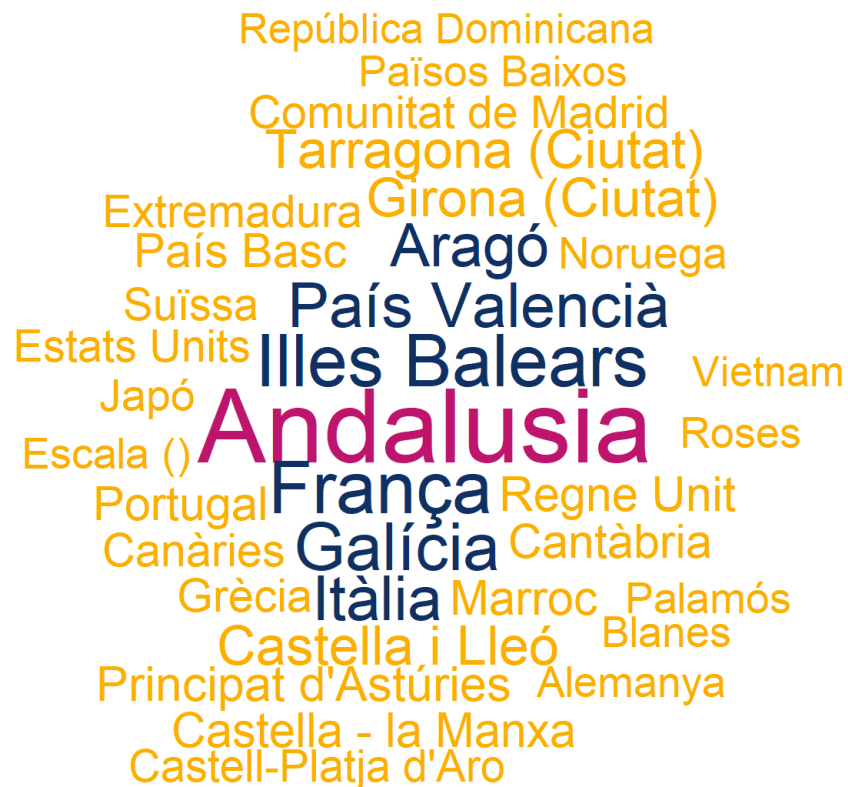 República Dominicana
Països Baixos
Comunitat de Madrid
Tarragona (Ciutat)
Extremadura Girona (Ciutat)
País Basc Aragó Noruega
Suïssa País Valencià
Estats Units Illes Balears Vietnam
Japó Andalusia Roses
Escala ()
Portugal França Regne Unit
Canàries Galícia Cantàbria
Grècia Itàlia Marroc Palamós
Castella i Lleó Blanes
Principat d'Astúries Alemanya
Castella - la Manxa
Castell-Platja d'Aro